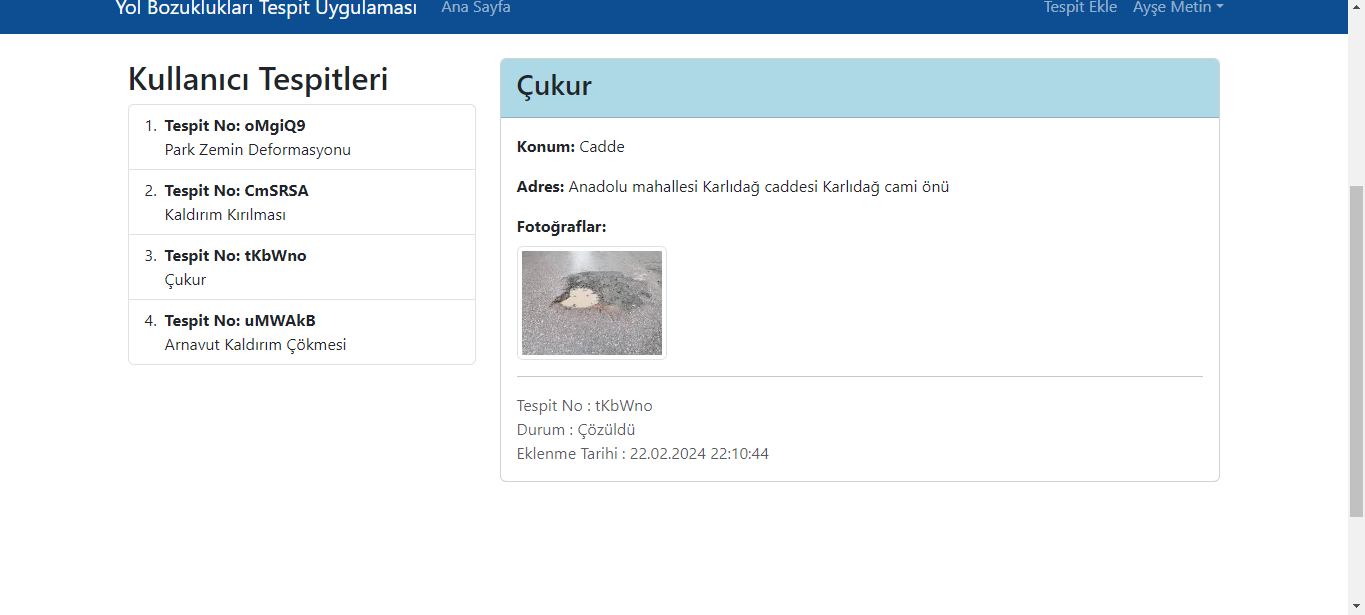 Yol Bozuklukları Tespit Uygulaması Ana Sayfa Tespit Ekle Ayşe Metin
Kullanıcı Tespitleri
1. Tespit No: oMgiQ9
Park Zemin Deformasyonu
2. Tespit No: CmSRSA
Kaldırım Kırılması
3. Tespit No: tKbWno
Çukur
4. Tespit No: uMWAkB
Arnavut Kaldırım Çökmesi
Çukur
Konum: Cadde
Adres: Anadolu mahallesi Karlıdağ caddesi Karlıdağ cami önü
Fotoğraflar:
Tespit No : tKbWno
Durum : Çözüldü
Eklenme Tarihi : 22.02.2024 22:10:44